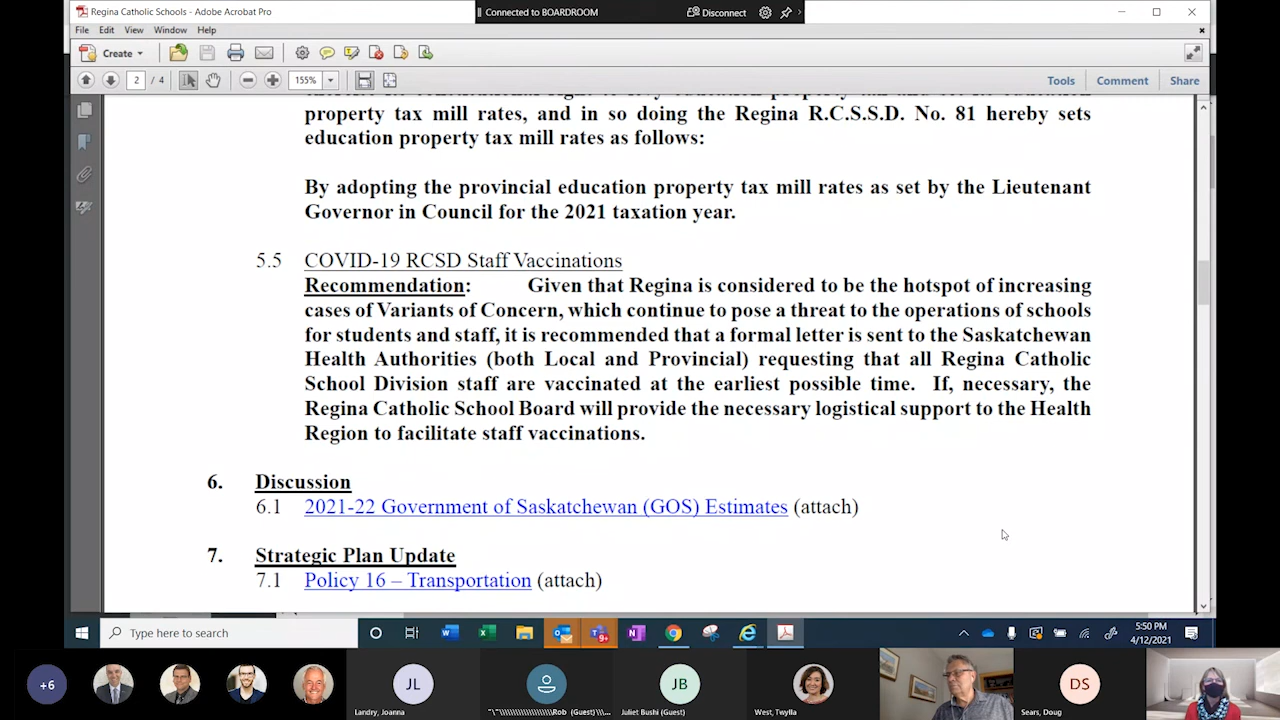 Regina Catholic Schools - Adobe Acrobat Pro
Connected to BOARDROOM
Disconnect
File Edit View Window Help
Create
2 / 4
155%
Tools Comment Share
property tax mill rates, and in so doing the Regina R.C.S.S.D. No. 81 hereby sets
education property tax mill rates as follows:
By adopting the provincial education property tax mill rates as set by the Lieutenant
Governor in Council for the 2021 taxation year.
5.5 COVID-19 RCSD Staff Vaccinations
Recommendation: Given that Regina is considered to be the hotspot of increasing
cases of Variants of Concern, which continue to pose a threat to the operations of schools
for students and staff, it is recommended that a formal letter is sent to the Saskatchewan
Health Authorities (both Local and Provincial) requesting that all Regina Catholic
School Division staff are vaccinated at the earliest possible time. If, necessary, the
Regina Catholic School Board will provide the necessary logistical support to the Health
Region to facilitate staff vaccinations.
6. Discussion
6.1 2021-22 Government of Saskatchewan (GOS) Estimates (attach)
7. Strategic Plan Update
7.1 Policy 16 – Transportation (attach)
Type here to search
5:50 PM
4/12/2021
+6
JL
JB
DS
Landry, Joanna
Rob (Guest)
Juliet Bushi (Guest)
West, Twylla
Sears, Doug